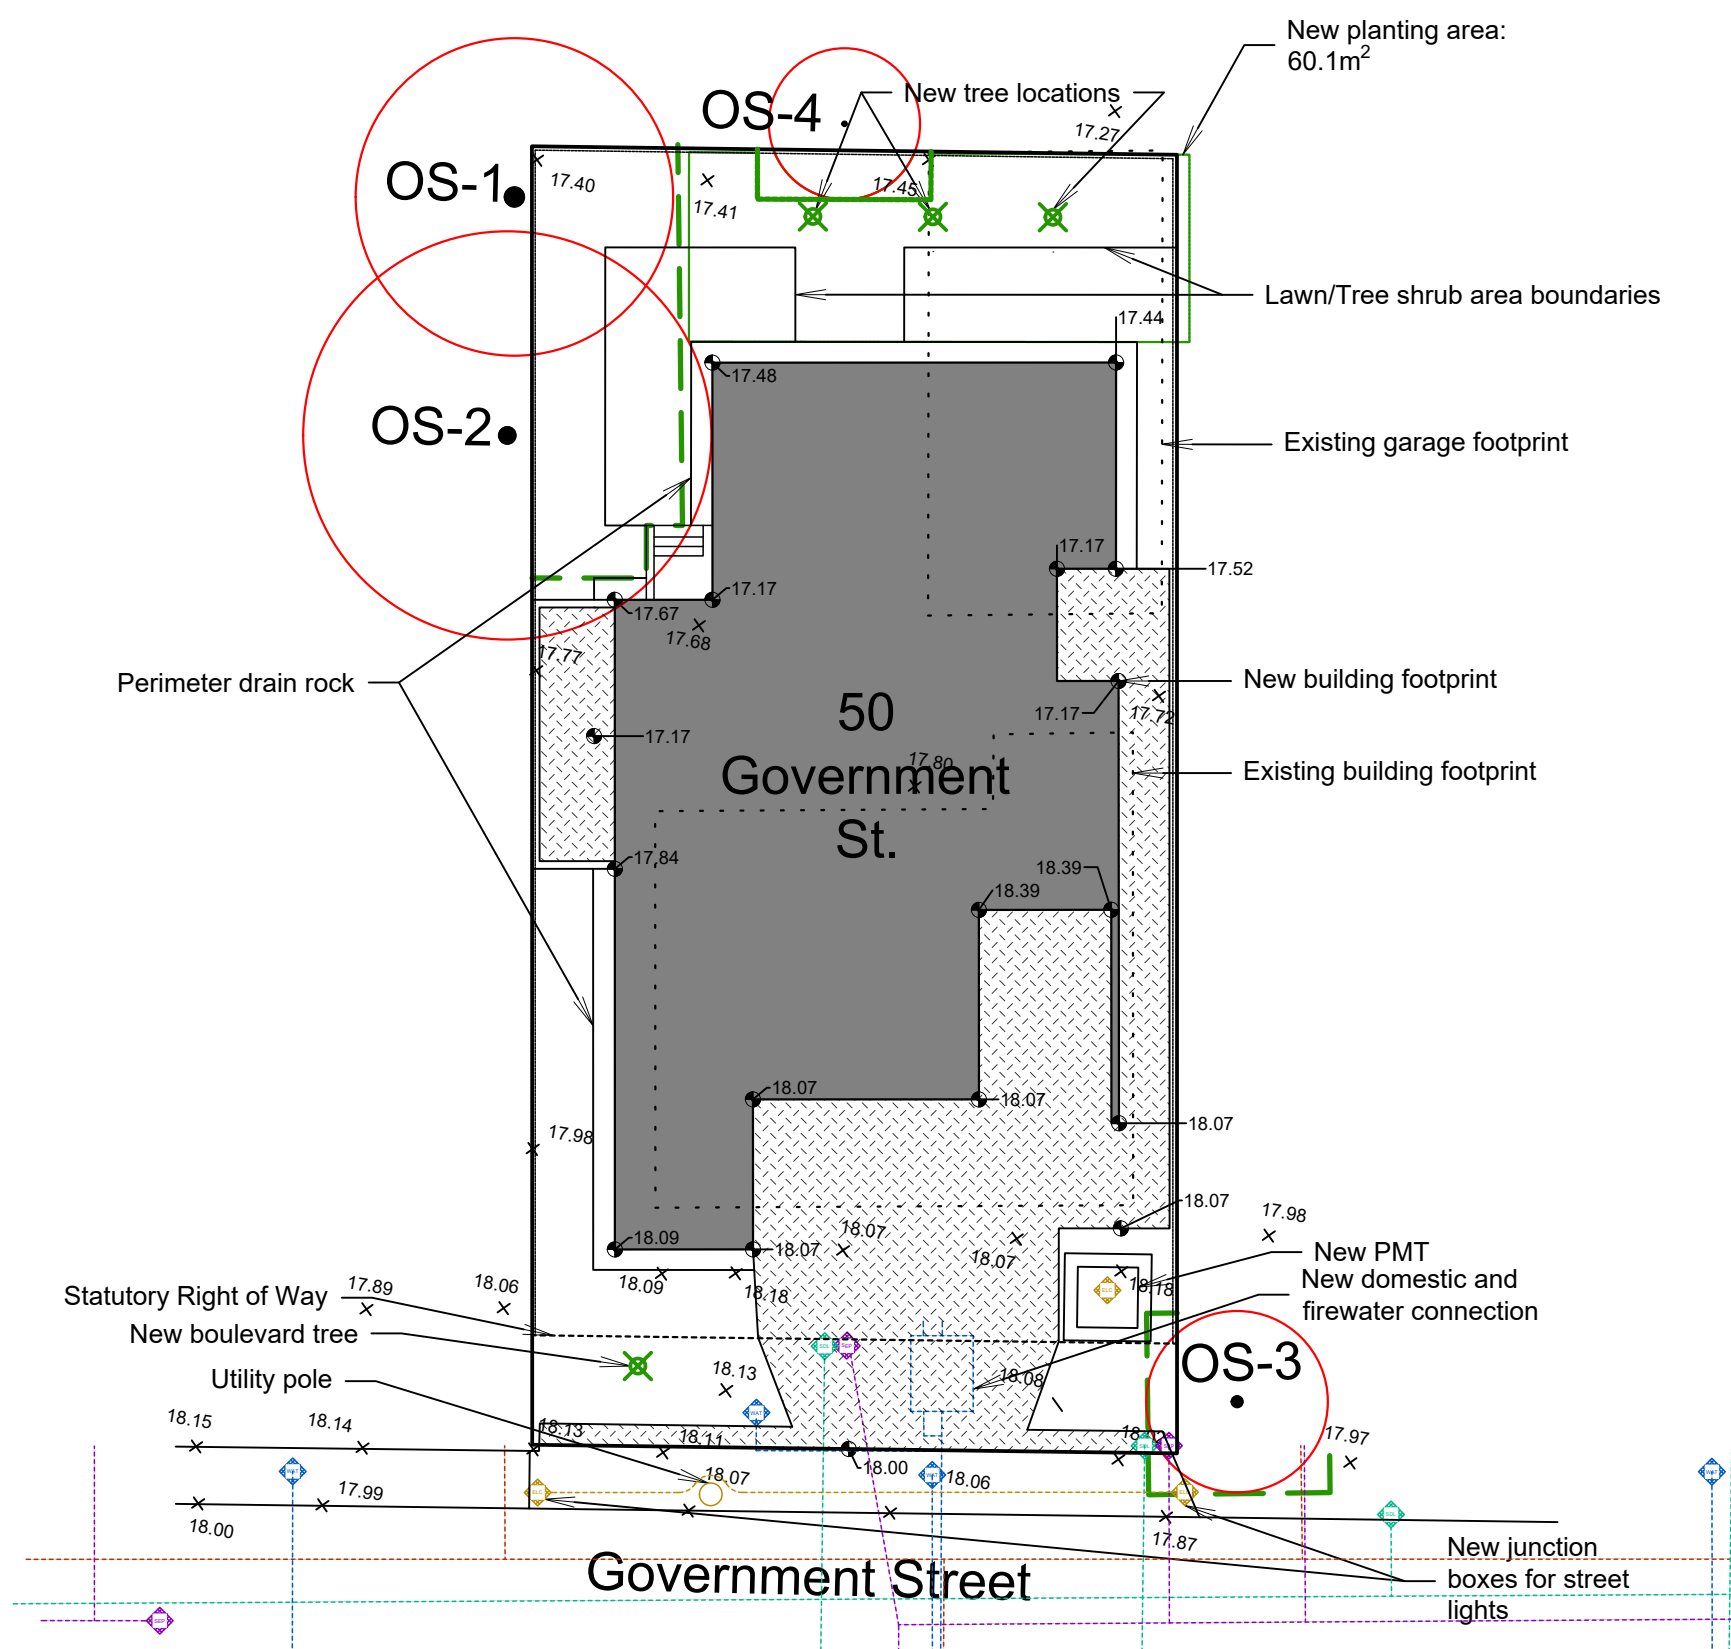 New planting area:
60.1m2
New tree locations
OS-4
17.27
OS-1
17.40
17.41
17.45
Lawn/Tree shrub area boundaries
17.44
17.48
OS-2
Existing garage footprint
17.17
17.52
17.17
17.67
17.68
17.77
Perimeter drain rock
New building footprint
17.17
17.72
50
Government
St.
17.17
17.80
Existing building footprint
17.84
18.39
18.39
18.07
18.07
18.07
17.98
18.07
17.98
18.09
18.07
18.07
18.07
New PMT
18.09
18.18
18.18
ELC
New domestic and
firewater connection
Statutory Right of Way
17.89
18.06
New boulevard tree
OS-3
Utility pole
18.13
18.08
WAT
18.15
18.14
18.13
18.11
17.97
18.07
18.00
18.06
WAT
WAT
WAT
ELC
17.99
18.00
17.87
New junction
boxes for street
lights
Government Street
SEP